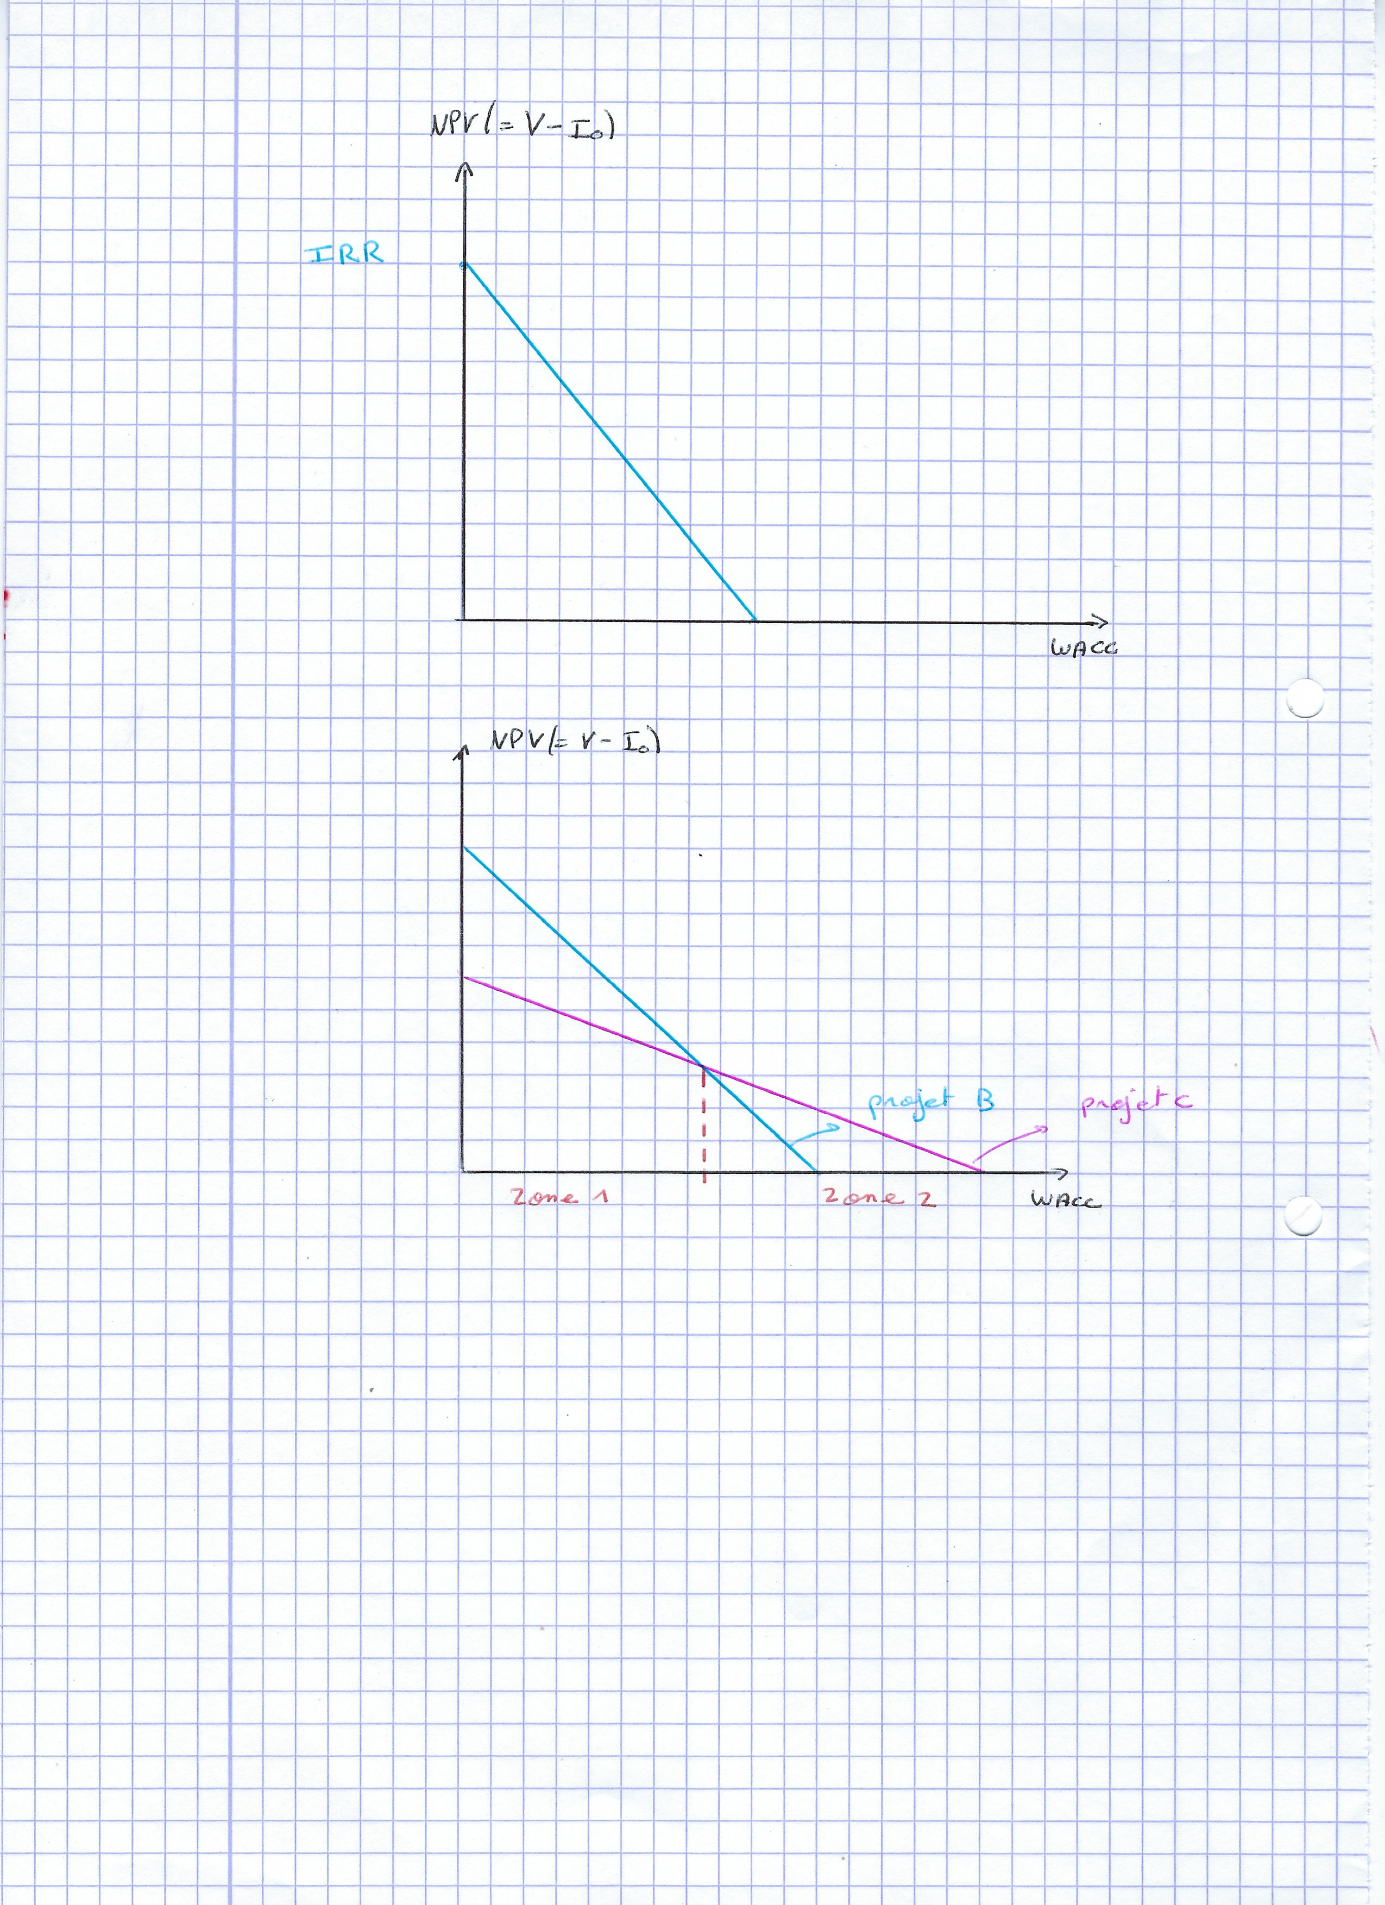 NPV (= V - I₀)
IRR
WACC
NPV (= V - I₀)
projet B
projet C
Zone 1
Zone 2
WACC